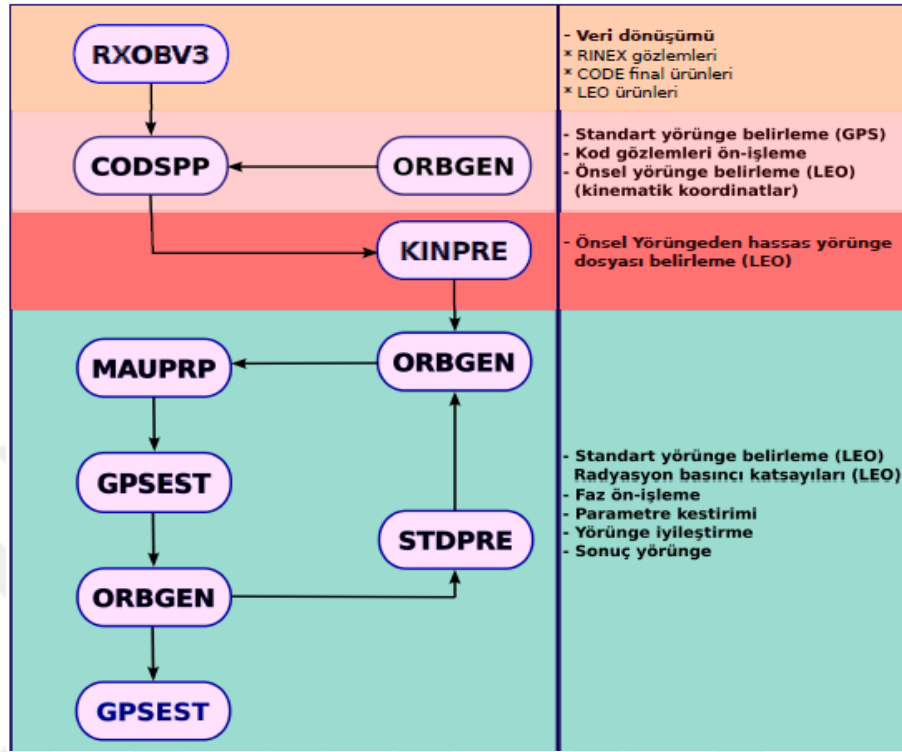 RXOBV3
- Veri dönüşümü
* RINEX gözlemleri
* CODE final ürünleri
* LEO ürünleri
CODSPP
ORBGEN
- Standart yörünge belirleme (GPS)
- Kod gözlemleri ön-işleme
- Önsel yörünge belirleme (LEO)
(kinematik koordinatlar)
KINPRE
- Önsel Yörüngeden hassas yörünge
dosyası belirleme (LEO)
MAUPRP
ORBGEN
GPSEST
STDPRE
ORBGEN
GPSEST
- Standart yörünge belirleme (LEO)
Radyasyon basıncı katsayıları (LEO)
- Faz ön-işleme
- Parametre kestirimi
- Yörünge iyileştirme
- Sonuç yörünge